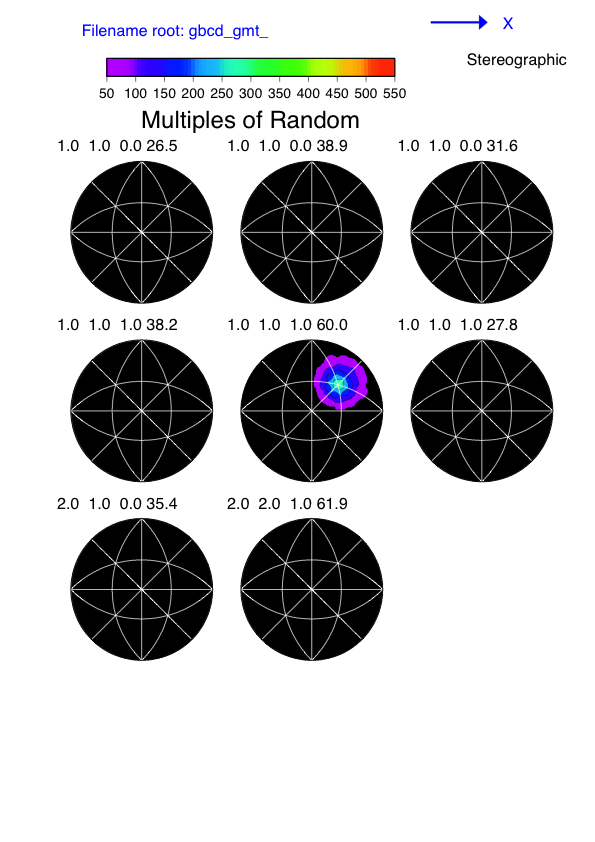 Filename root: gbcd_gmt_
X
Stereographic
50 100 150 200 250 300 350 400 450 500 550
Multiples of Random
1.0 1.0 0.0 26.5
1.0 1.0 0.0 38.9
1.0 1.0 0.0 31.6
1.0 1.0 1.0 38.2
1.0 1.0 1.0 60.0
1.0 1.0 1.0 27.8
2.0 1.0 0.0 35.4
2.0 2.0 1.0 61.9